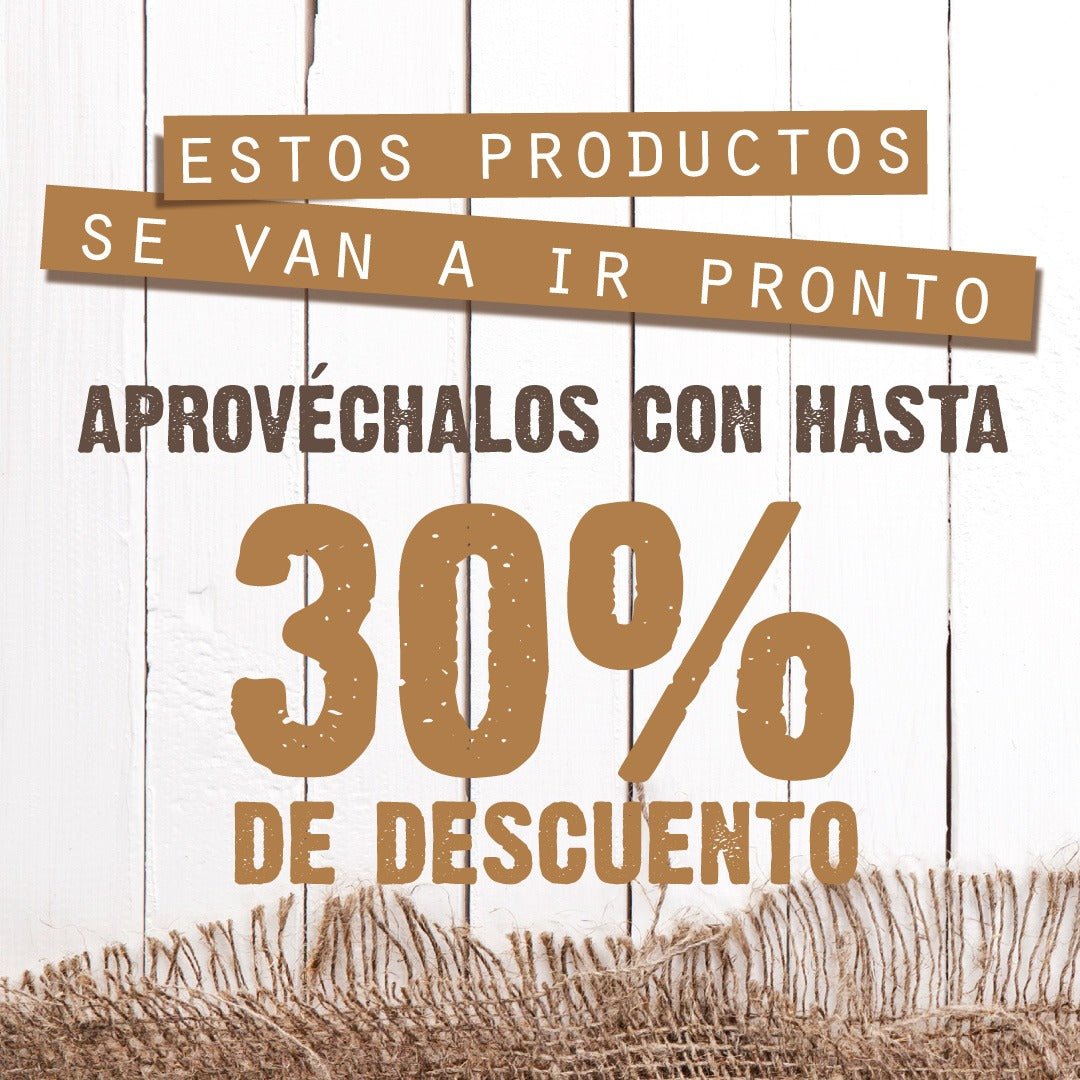 ESTOS PRODUCTOS
SE VAN A IR PRONTO
APROVÉCHALOS CON HASTA
30%
DE DESCUENTO